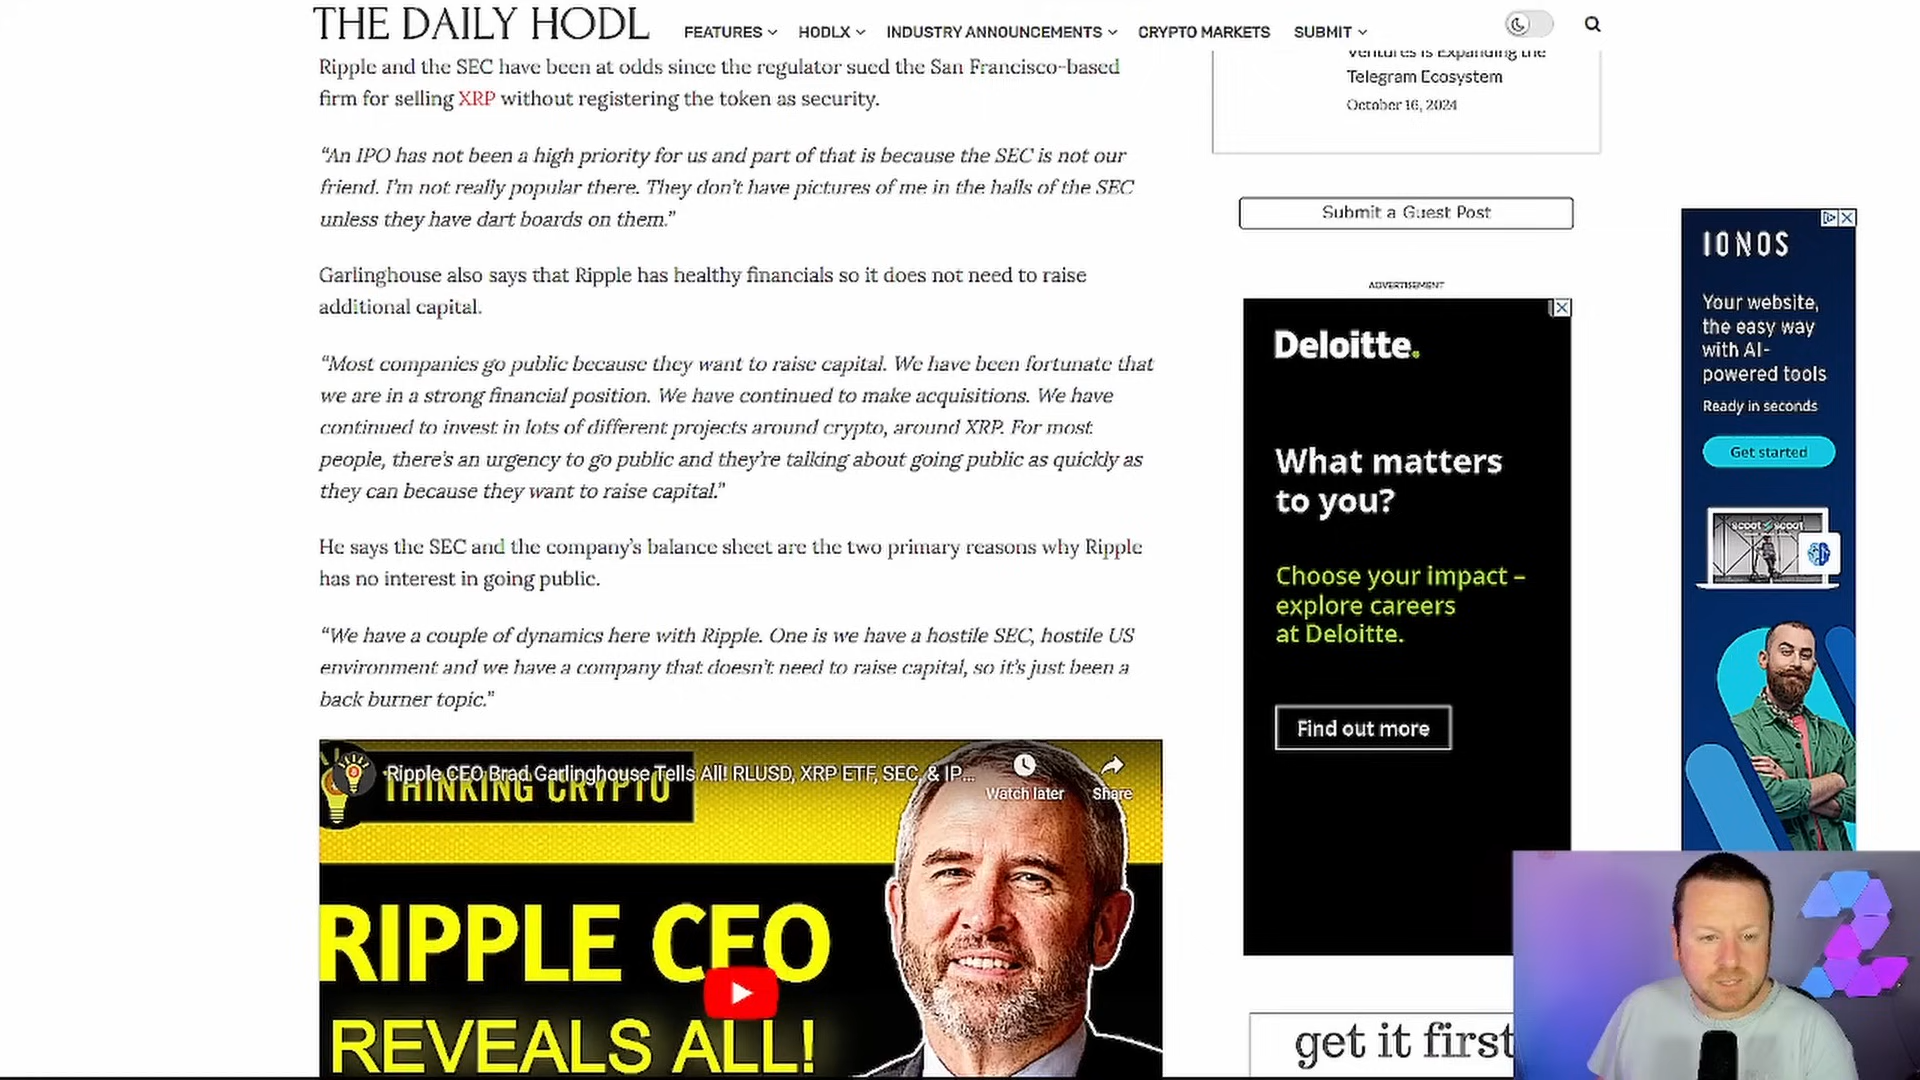 THE DAILY HODL
FEATURES
HODLX
INDUSTRY ANNOUNCEMENTS
CRYPTO MARKETS
SUBMIT
Ripple and the SEC have been at odds since the regulator sued the San Francisco-based
firm for selling XRP without registering the token as security.
“An IPO has not been a high priority for us and part of that is because the SEC is not our
friend. I’m not really popular there. They don’t have pictures of me in the halls of the SEC
unless they have dart boards on them.”
Garlinghouse also says that Ripple has healthy financials so it does not need to raise
additional capital.
“Most companies go public because they want to raise capital. We have been fortunate that
we are in a strong financial position. We have continued to make acquisitions. We have
continued to invest in lots of different projects around crypto, around XRP. For most
people, there’s an urgency to go public and they’re talking about going public as quickly as
they can because they want to raise capital.”
He says the SEC and the company’s balance sheet are the two primary reasons why Ripple
has no interest in going public.
“We have a couple of dynamics here with Ripple. One is we have a hostile SEC, hostile US
environment and we have a company that doesn’t need to raise capital, so it’s just been a
back burner topic.”
Ripple CEO Brad Garlinghouse Tells All! RLUSD, XRP ETF, SEC, & IP...
THINKING CRYPTO
Watch later
Share
RIPPLE CEO
REVEALS ALL!
Ventures is Expanding the
Telegram Ecosystem
October 16, 2024
Submit a Guest Post
ADVERTISEMENT
Deloitte.
What matters
to you?
Choose your impact –
explore careers
at Deloitte.
Find out more
get it first
IONOS
Your website,
the easy way
with AI-
powered tools
Ready in seconds
Get started
scoot scoot